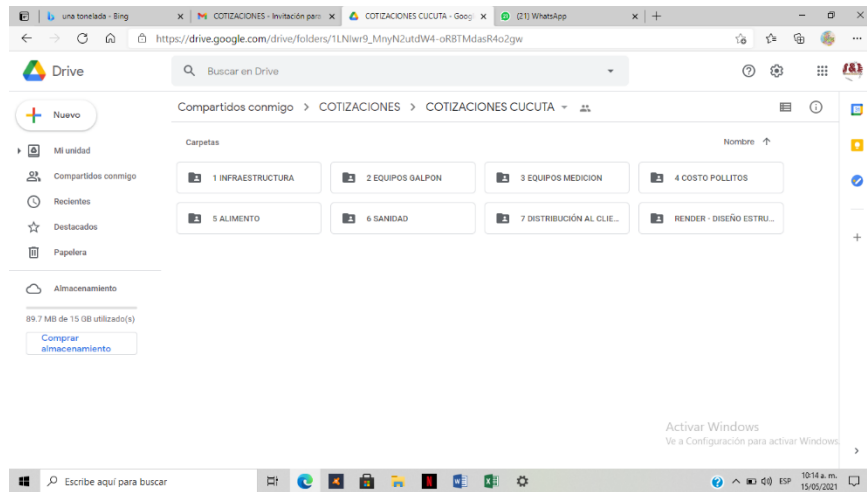 una tonelada - Bing
COTIZACIONES - Invitación para
COTIZACIONES CUCUTA - Googl
(21) WhatsApp
https://drive.google.com/drive/folders/1LNIwr9_MnyN2utdW4-oRBTMdasR4o2gw
Drive
Buscar en Drive
Nuevo
Compartidos conmigo > COTIZACIONES > COTIZACIONES CUCUTA
Mi unidad
Compartidos conmigo
Recientes
Destacados
Papelera
Almacenamiento
89.7 MB de 15 GB utilizado(s)
Comprar
almacenamiento
Carpetas
Nombre
1 INFRAESTRUCTURA
2 EQUIPOS GALPON
3 EQUIPOS MEDICION
4 COSTO POLLITOS
5 ALIMENTO
6 SANIDAD
7 DISTRIBUCIÓN AL CLIE...
RENDER - DISEÑO ESTRU...
Activar Windows
Ve a Configuración para activar Windows.
Escribe aquí para buscar
ESP
10:14 a. m.
15/05/2021